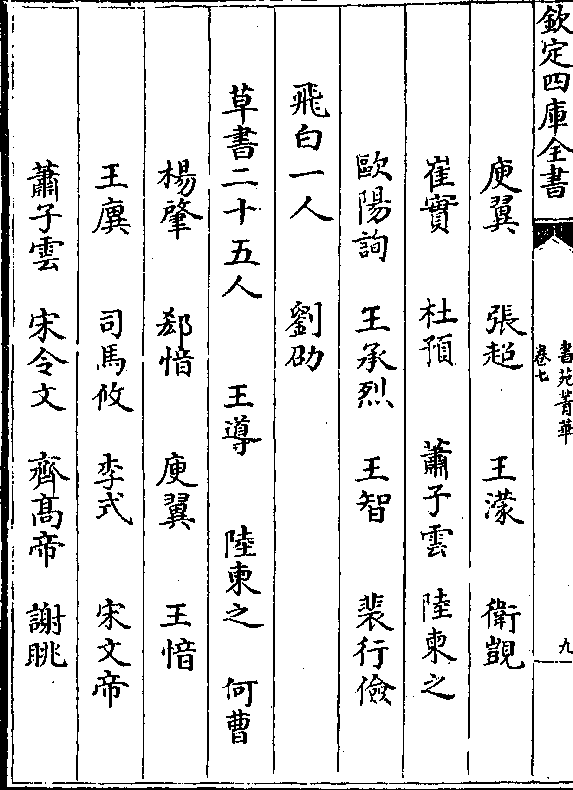 欽定四庫全書
書苑菁華
卷七
九
庾翼 張超 王濛 衛覬
崔寔 杜預 蕭子雲 陸柬之
歐陽詢 王承烈 王智 裴行儉
飛白一人 劉劭
草書二十五人 王導 陸柬之 何曹
楊肇 郄愔 庾翼 王愔
王廙 司馬攸 李式 宋文帝
蕭子雲 宋令文 齊髙帝 謝眺